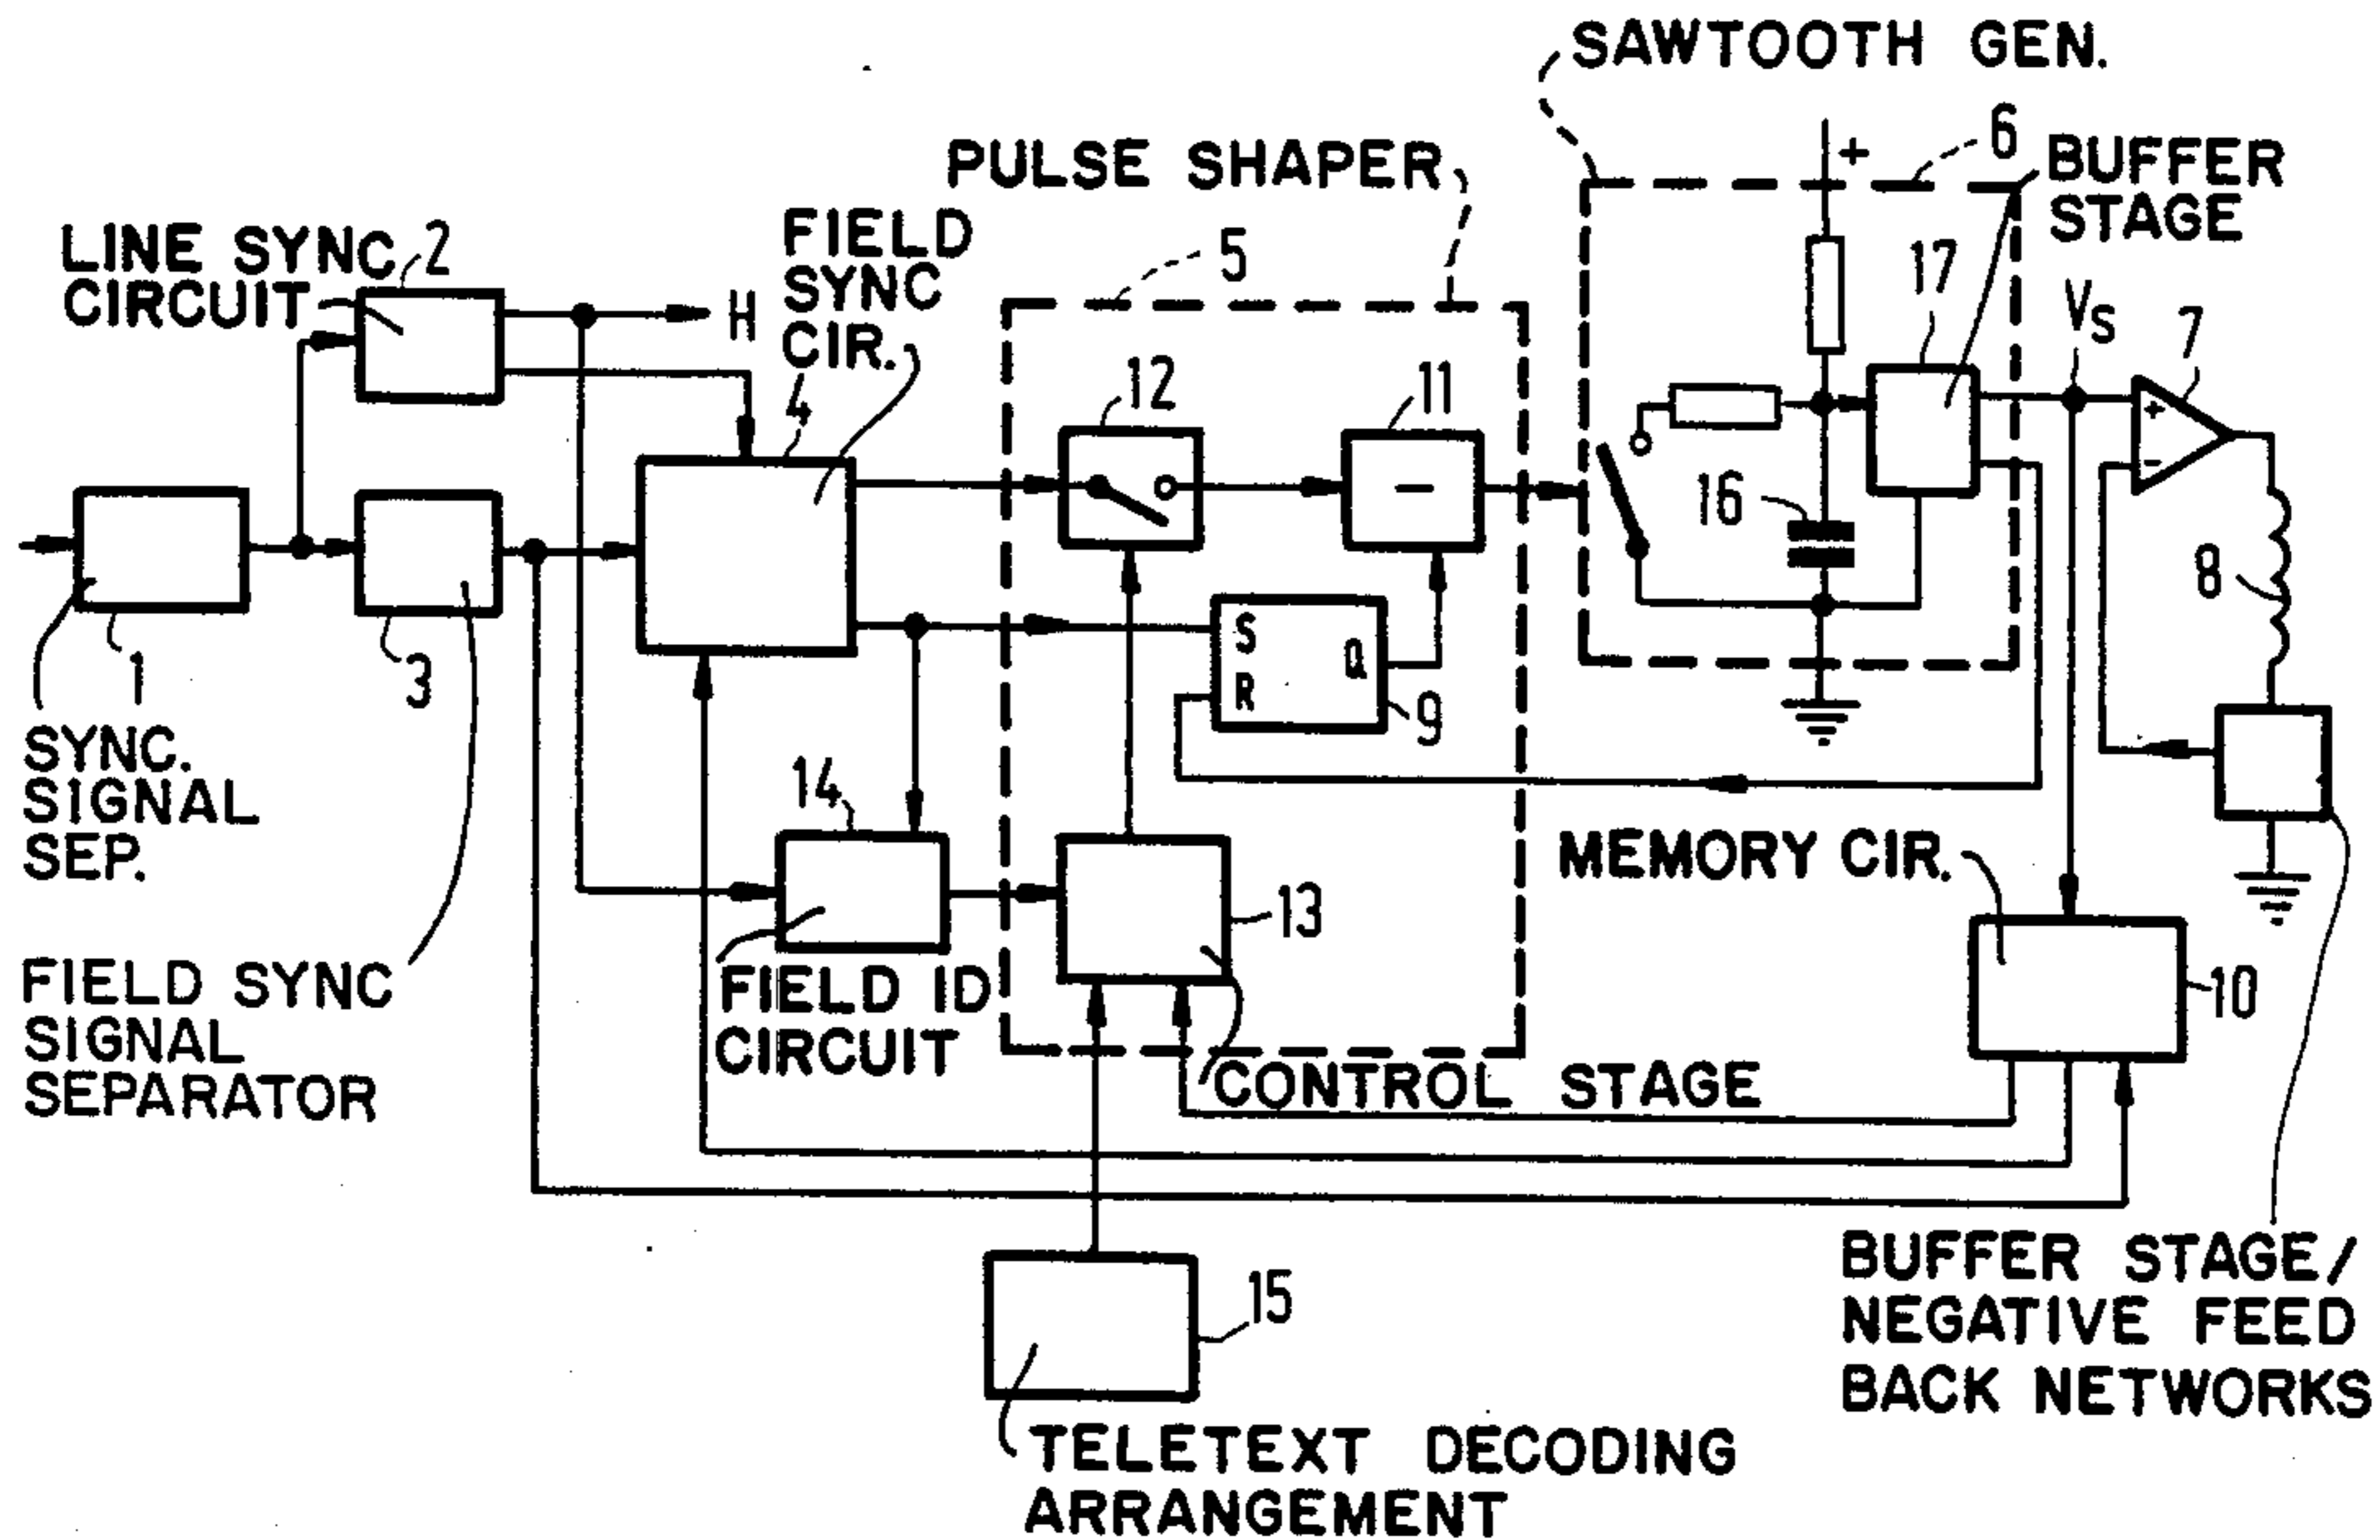 SAWTOOTH GEN.
PULSE SHAPER
6
+
BUFFER
STAGE
LINE SYNC
CIRCUIT
2
FIELD
SYNC
CIR.
5
H
17
VS
7
4
12
11
+
-
16
8
1
3
S
R
Q
9
SYNC.
SIGNAL
SEP.
14
MEMORY CIR.
13
10
FIELD SYNC
SIGNAL
SEPARATOR
FIELD ID
CIRCUIT
CONTROL STAGE
15
BUFFER STAGE/
NEGATIVE FEED
BACK NETWORKS
TELETEXT DECODING
ARRANGEMENT